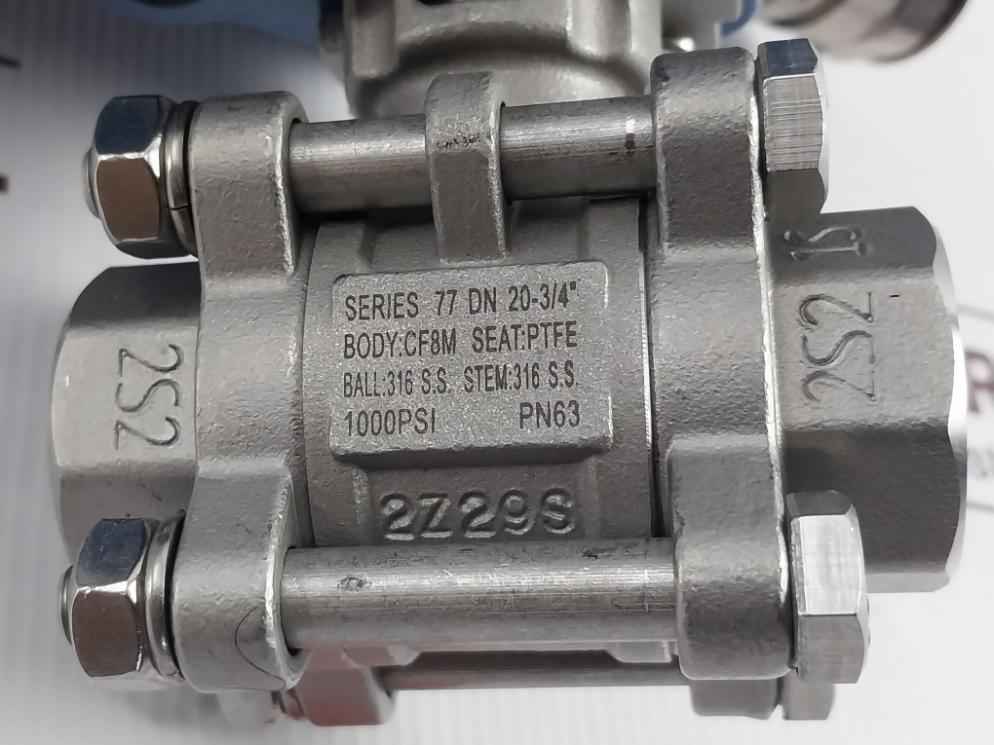 SERIES 77 DN 20-3/4"
BODY:CF8M SEAT:PTFE
BALL:316 S.S. STEM:316 S.S.
1000PSI PN63
2Z29S
2S2
2S2